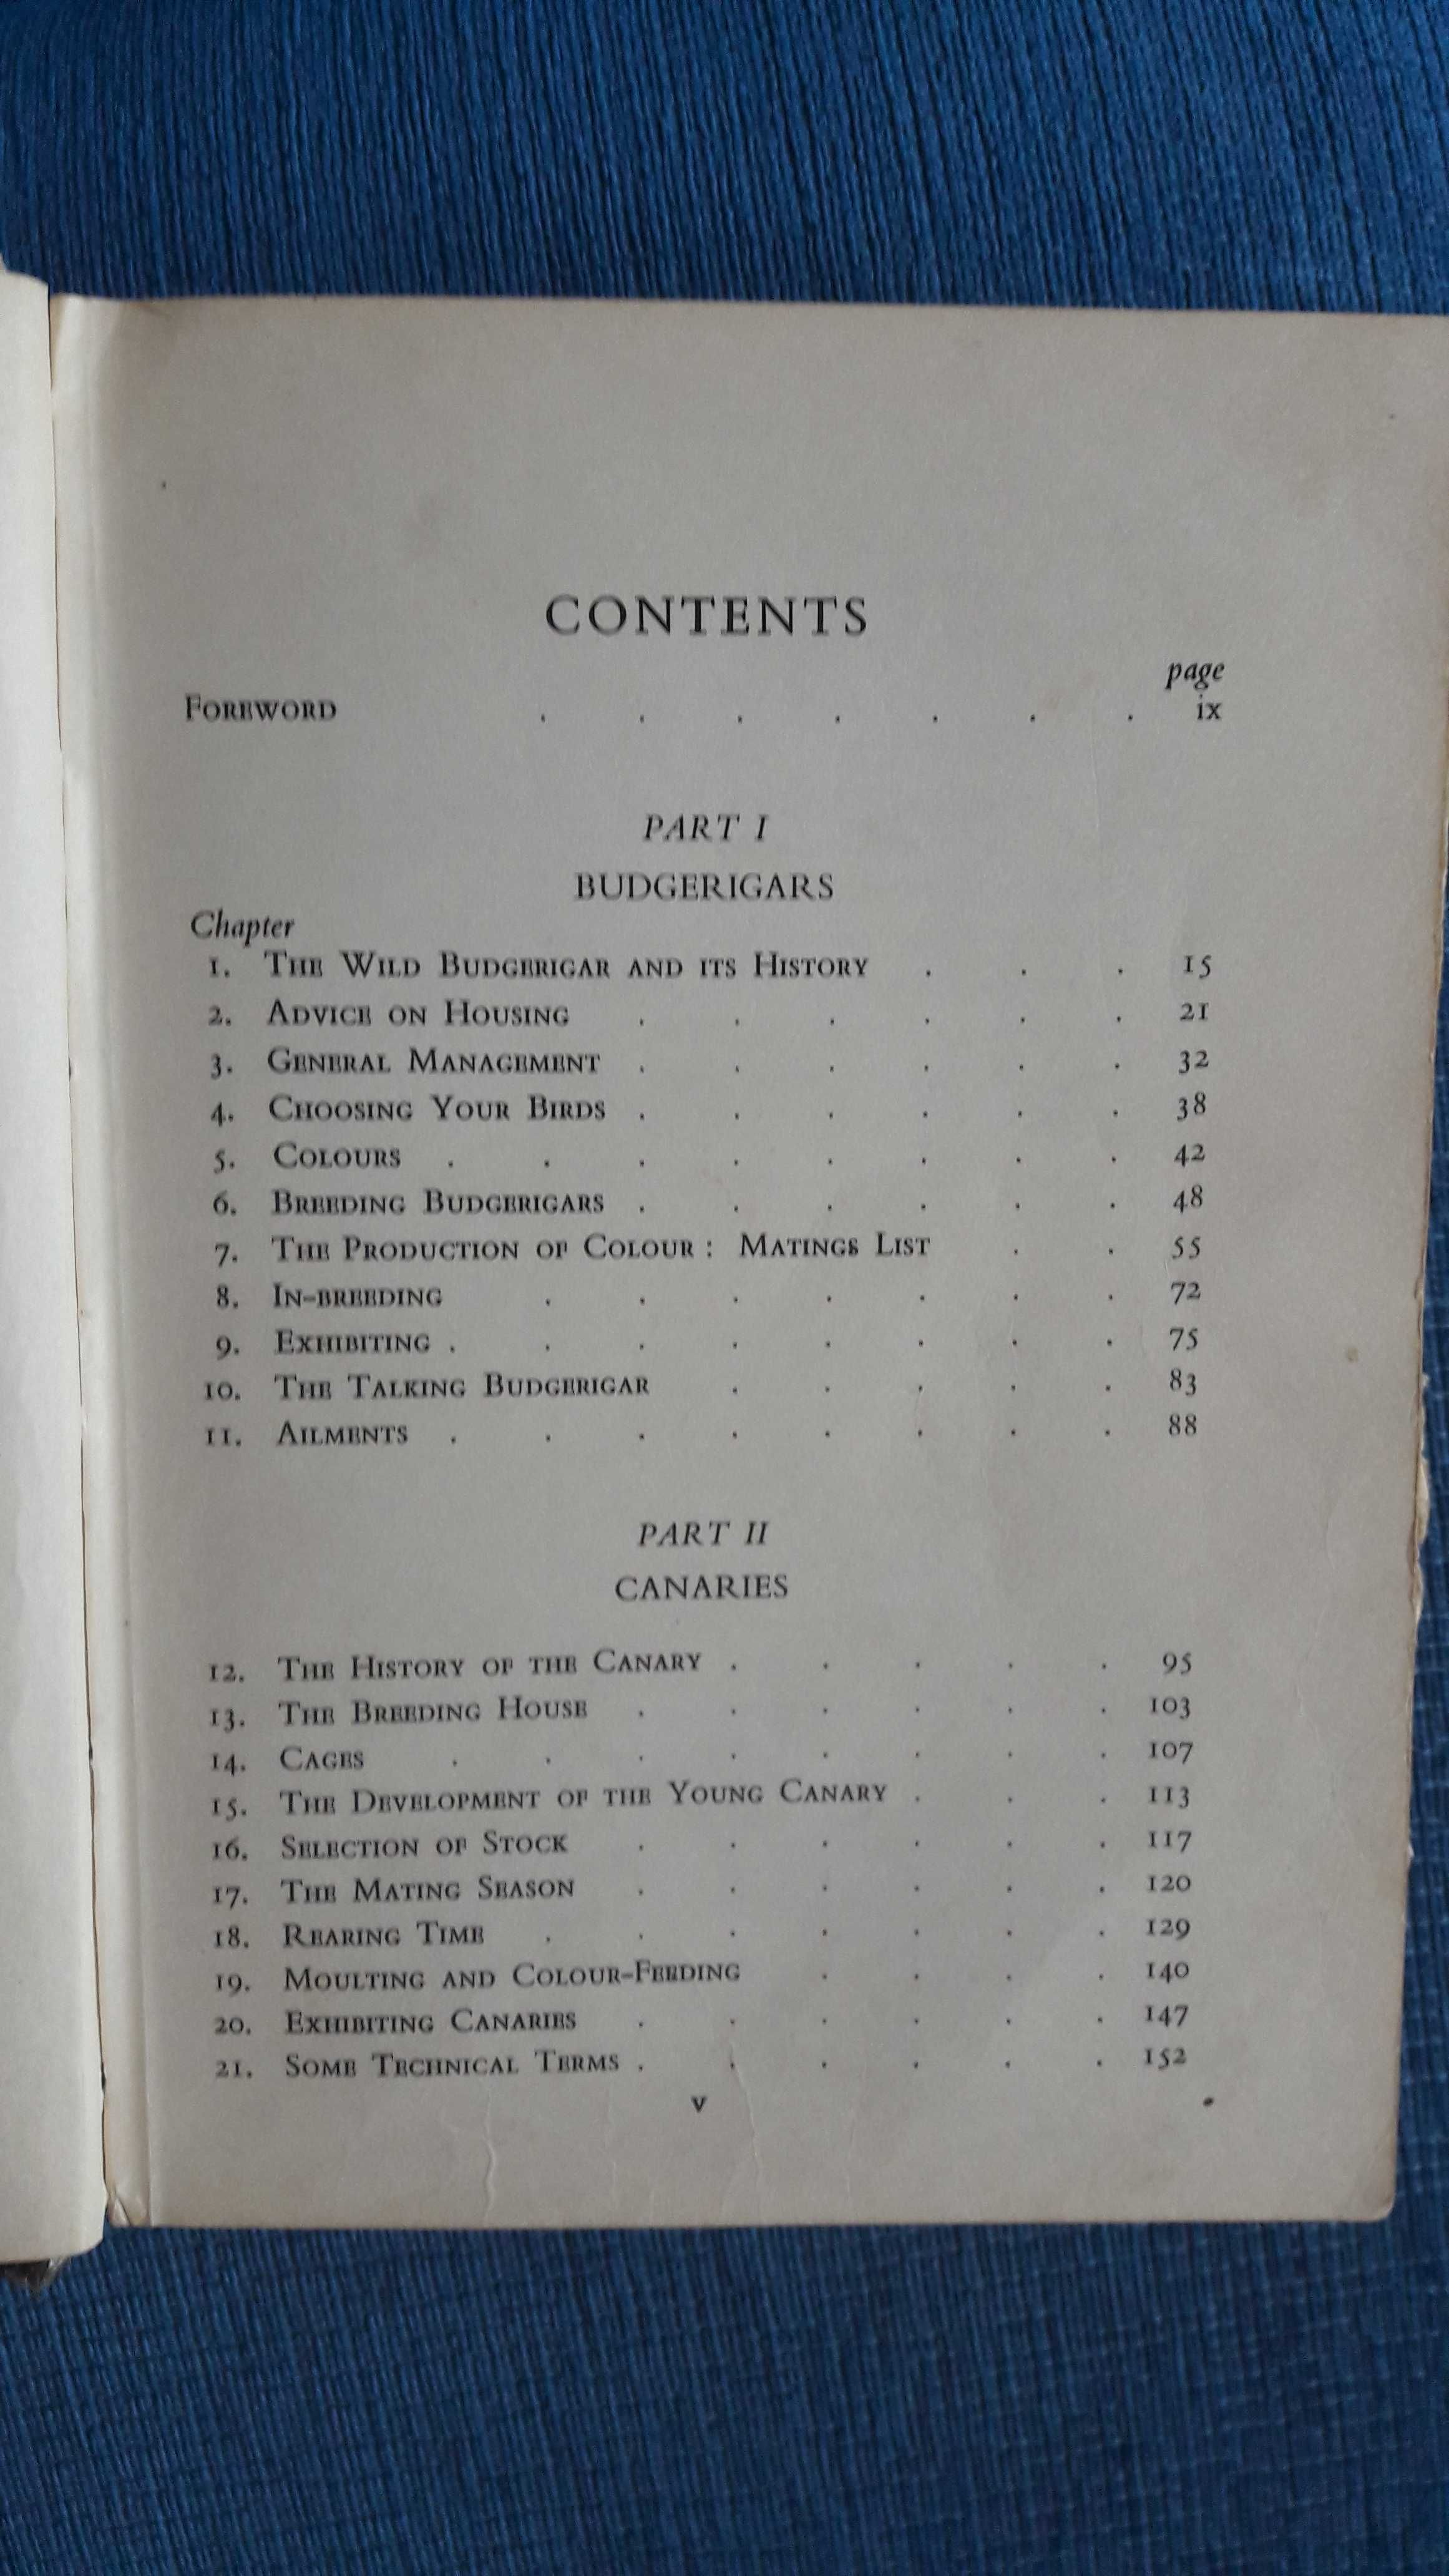 CONTENTS
page
FOREWORD . . . . . . . ix
PART I
BUDGERIGARS
Chapter
1. THE WILD BUDGERIGAR AND ITS HISTORY . . . 15
2. ADVICE ON HOUSING . . . . . . 21
3. GENERAL MANAGEMENT . . . . . . 32
4. CHOOSING YOUR BIRDS . . . . . . 38
5. COLOURS . . . . . . . . 42
6. BREEDING BUDGERIGARS . . . . . . 48
7. THE PRODUCTION OF COLOUR : MATINGS LIST . . 55
8. IN-BREEDING . . . . . . . 72
9. EXHIBITING . . . . . . . . 75
10. THE TALKING BUDGERIGAR . . . . . 83
11. AILMENTS . . . . . . . . 88
PART II
CANARIES
12. THE HISTORY OF THE CANARY . . . . . 95
13. THE BREEDING HOUSE . . . . . . 103
14. CAGES . . . . . . . . 107
15. THE DEVELOPMENT OF THE YOUNG CANARY . . . 113
16. SELECTION OF STOCK . . . . . . 117
17. THE MATING SEASON . . . . . . 120
18. REARING TIME . . . . . . . 129
19. MOULTING AND COLOUR-FEEDING . . . . 140
20. EXHIBITING CANARIES . . . . . . 147
21. SOME TECHNICAL TERMS . . . . . . 152
v